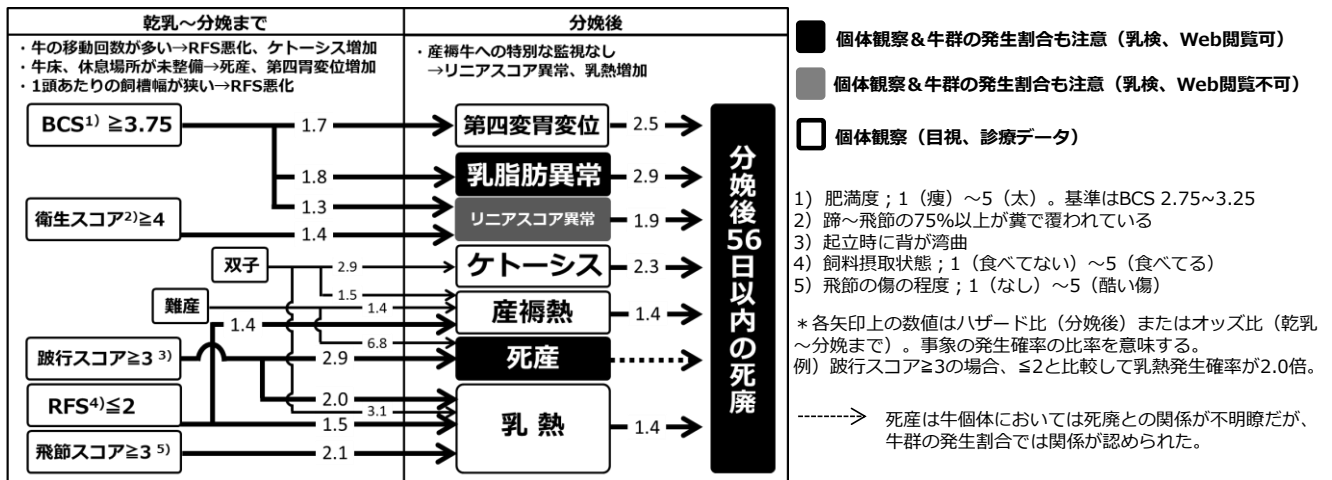 乾乳～分娩まで
・牛の移動回数が多い→RFS悪化、ケトーシス増加
・牛床、休息場所が未整備→死産、第四胃変位増加
・1頭あたりの飼槽幅が狭い→RFS悪化
分娩後
・産褥牛への特別な監視なし
→リニアスコア異常、乳熱増加
BCS1) ≧3.75
衛生スコア2)≧4
双子
難産
跛行スコア≧3 3)
RFS4)≦2
飛節スコア≧3 5)
1.7
1.8
1.3
1.4
2.9
1.5
1.4
1.4
6.8
2.9
2.0
3.1
1.5
2.1
第四変胃変位
乳脂肪異常
リニアスコア異常
ケトーシス
産褥熱
死産
乳 熱
2.5
2.9
1.9
2.3
1.4
1.4
分娩後56日以内の死廃
個体観察＆牛群の発生割合も注意（乳検、Web閲覧可）
個体観察＆牛群の発生割合も注意（乳検、Web閲覧不可）
個体観察（目視、診療データ）
1）肥満度；1（痩）～5（太）。基準はBCS 2.75~3.25
2）蹄～飛節の75%以上が糞で覆われている
3）起立時に背が湾曲
4）飼料摂取状態；1（食べてない）～5（食べてる）
5）飛節の傷の程度；1（なし）～5（酷い傷）
＊各矢印上の数値はハザード比（分娩後）またはオッズ比（乾乳
～分娩まで）。事象の発生確率の比率を意味する。
例）跛行スコア≧3の場合、≦2と比較して乳熱発生確率が2.0倍。
死産は牛個体においては死廃との関係が不明瞭だが、
牛群の発生割合では関係が認められた。